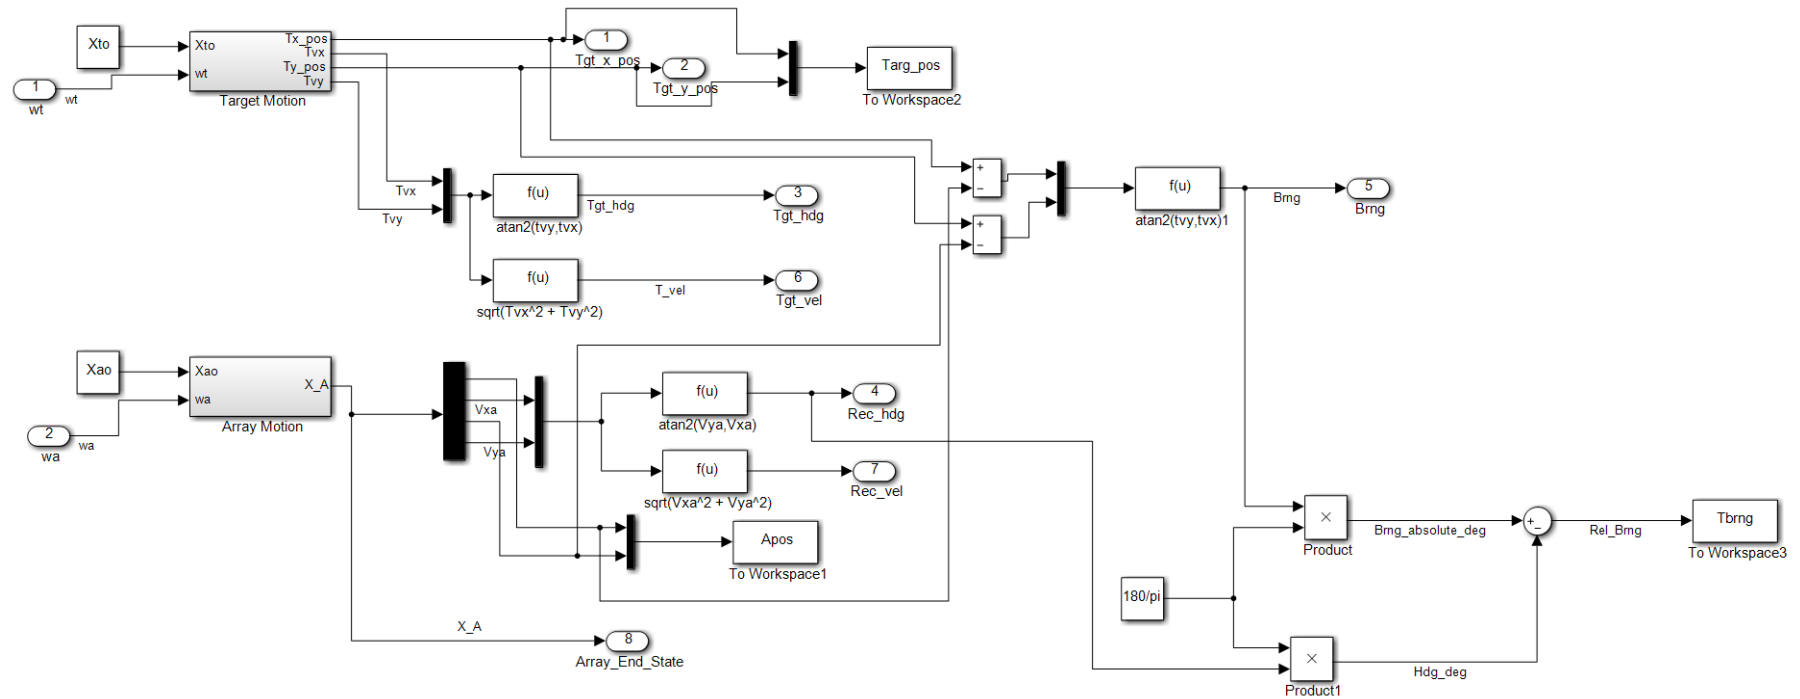 Xto
Xto
wt
Tx_pos
Tvx
Ty_pos
Tvy
Target Motion
1
wt
wt
1
Tgt_x_pos
2
Tgt_y_pos
Targ_pos
To Workspace2
Tvx
Tvy
f(u)
atan2(tvy,tvx)
Tgt_hdg
3
Tgt_hdg
f(u)
sqrt(Tvx^2 + Tvy^2)
T_vel
6
Tgt_vel
+
−
+
−
f(u)
atan2(tvy,tvx)1
Brng
5
Brng
Xao
Xao
wa
X_A
Array Motion
2
wa
wa
Vxa
Vya
f(u)
atan2(Vya,Vxa)
4
Rec_hdg
f(u)
sqrt(Vxa^2 + Vya^2)
7
Rec_vel
Apos
To Workspace1
X_A
8
Array_End_State
180/pi
×
Product
Brng_absolute_deg
×
Product1
Hdg_deg
+
−
Rel_Brng
Tbrng
To Workspace3